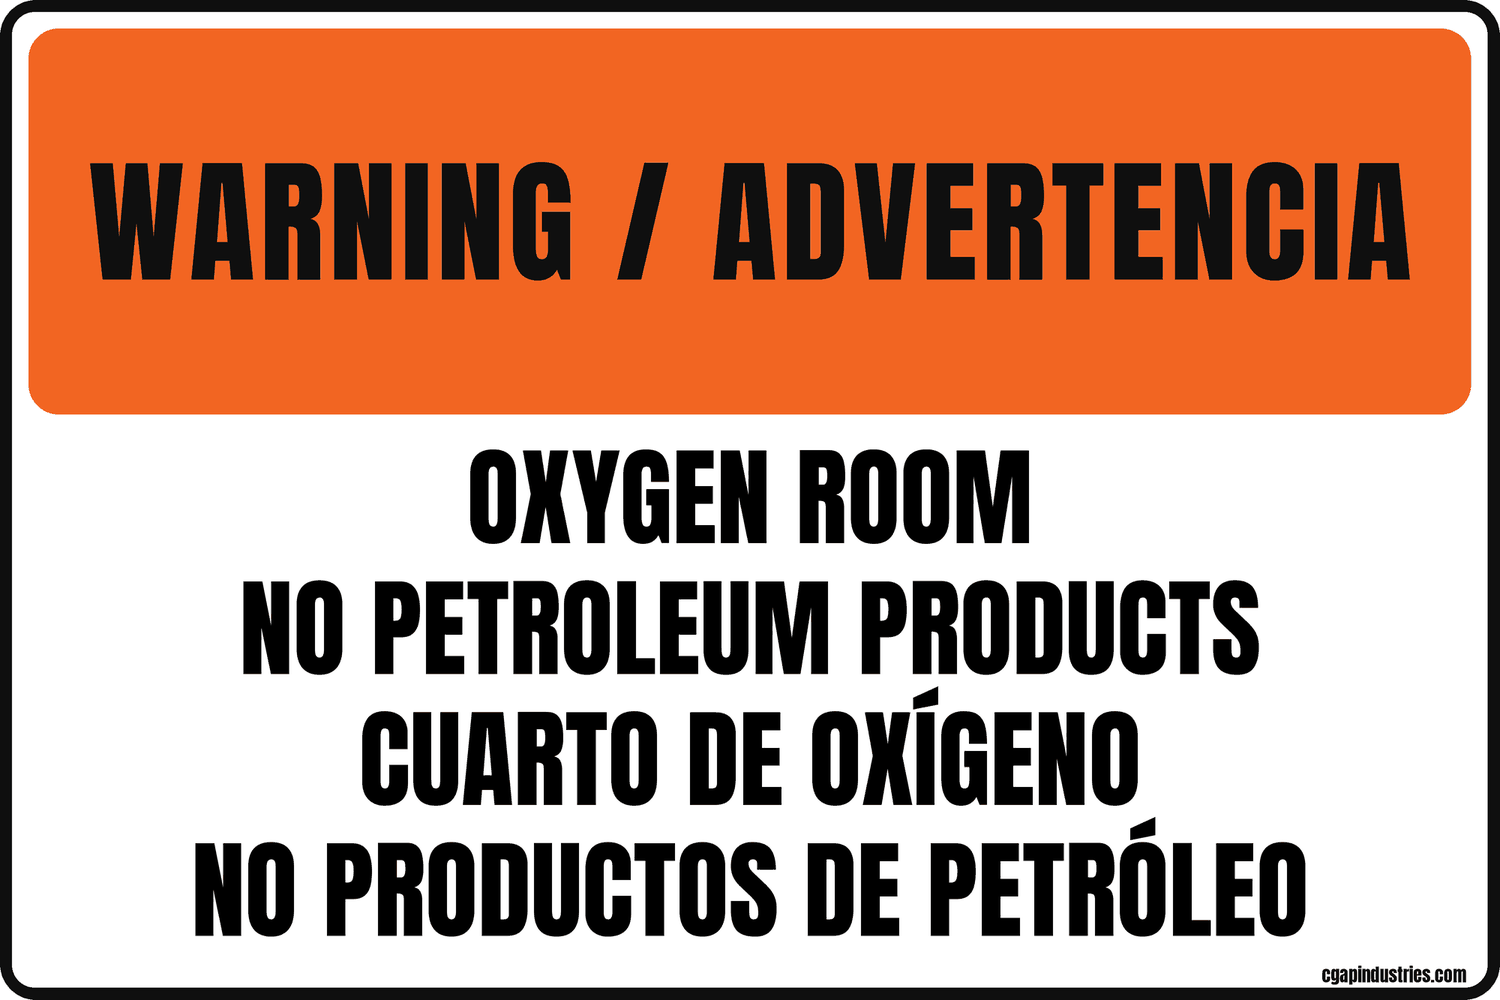 WARNING / ADVERTENCIA
OXYGEN ROOM
NO PETROLEUM PRODUCTS
CUARTO DE OXÍGENO
NO PRODUCTOS DE PETRÓLEO
cgapindustries.com